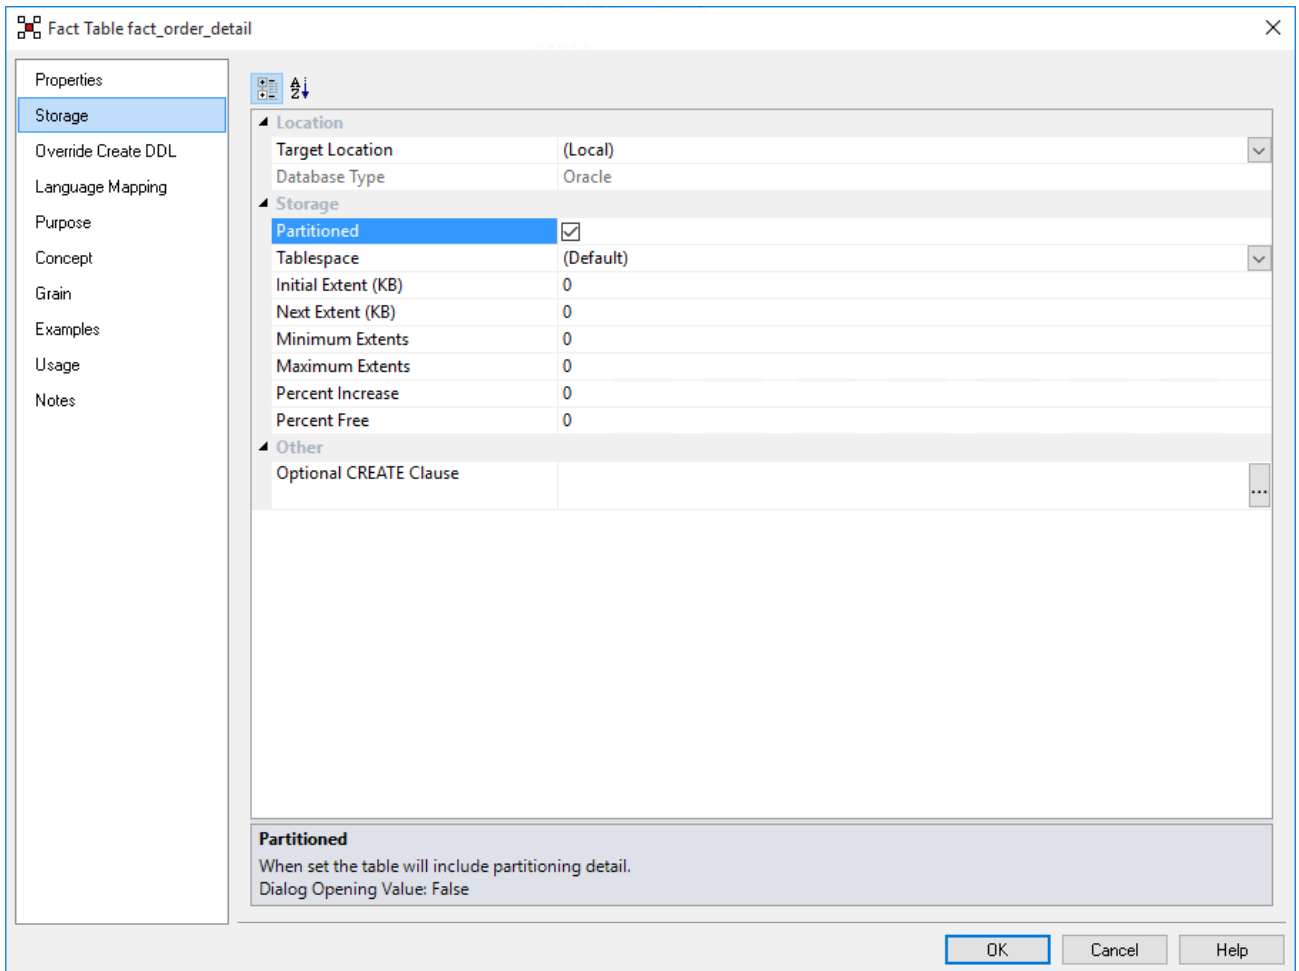 Fact Table fact_order_detail
Properties
Storage
Override Create DDL
Language Mapping
Purpose
Concept
Grain
Examples
Usage
Notes
Location
Target Location (Local)
Database Type Oracle
Storage
Partitioned
Tablespace (Default)
Initial Extent (KB) 0
Next Extent (KB) 0
Minimum Extents 0
Maximum Extents 0
Percent Increase 0
Percent Free 0
Other
Optional CREATE Clause
...
Partitioned
When set the table will include partitioning detail.
Dialog Opening Value: False
OK Cancel Help